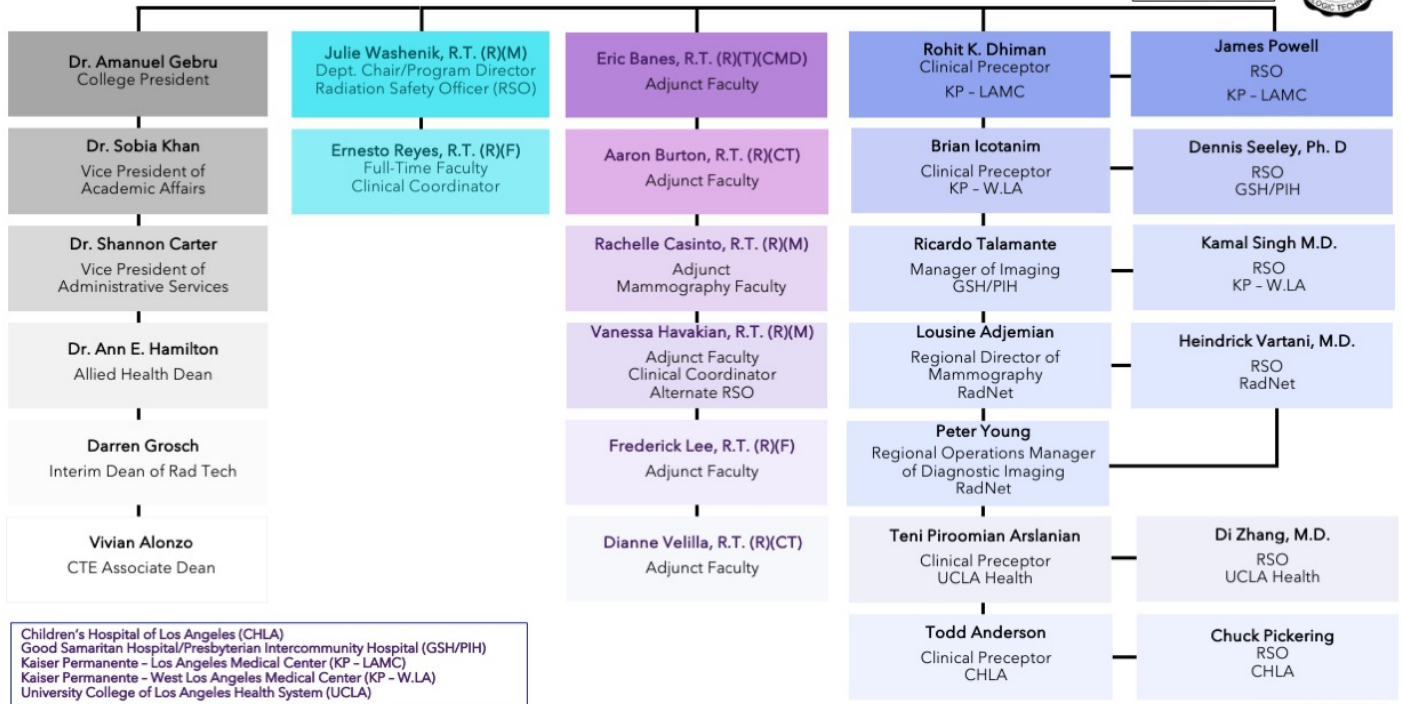 LOGIC TECHN
Dr. Amanuel Gebru
College President
Dr. Sobia Khan
Vice President of
Academic Affairs
Dr. Shannon Carter
Vice President of
Administrative Services
Dr. Ann E. Hamilton
Allied Health Dean
Darren Grosch
Interim Dean of Rad Tech
Vivian Alonzo
CTE Associate Dean
Julie Washenik, R.T. (R)(M)
Dept. Chair/Program Director
Radiation Safety Officer (RSO)
Ernesto Reyes, R.T. (R)(F)
Full-Time Faculty
Clinical Coordinator
Eric Banes, R.T. (R)(T)(CMD)
Adjunct Faculty
Aaron Burton, R.T. (R)(CT)
Adjunct Faculty
Rachelle Casinto, R.T. (R)(M)
Adjunct
Mammography Faculty
Vanessa Havakian, R.T. (R)(M)
Adjunct Faculty
Clinical Coordinator
Alternate RSO
Frederick Lee, R.T. (R)(F)
Adjunct Faculty
Dianne Velilla, R.T. (R)(CT)
Adjunct Faculty
Rohit K. Dhiman
Clinical Preceptor
KP – LAMC
Brian Icotanim
Clinical Preceptor
KP – W.LA
Ricardo Talamante
Manager of Imaging
GSH/PIH
Lousine Adjemian
Regional Director of
Mammography
RadNet
Peter Young
Regional Operations Manager
of Diagnostic Imaging
RadNet
Teni Piroomian Arslanian
Clinical Preceptor
UCLA Health
Todd Anderson
Clinical Preceptor
CHLA
James Powell
RSO
KP – LAMC
Dennis Seeley, Ph. D
RSO
GSH/PIH
Kamal Singh M.D.
RSO
KP – W.LA
Heindrick Vartani, M.D.
RSO
RadNet
Di Zhang, M.D.
RSO
UCLA Health
Chuck Pickering
RSO
CHLA
Children's Hospital of Los Angeles (CHLA)
Good Samaritan Hospital/Presbyterian Intercommunity Hospital (GSH/PIH)
Kaiser Permanente – Los Angeles Medical Center (KP – LAMC)
Kaiser Permanente – West Los Angeles Medical Center (KP – W.LA)
University College of Los Angeles Health System (UCLA)